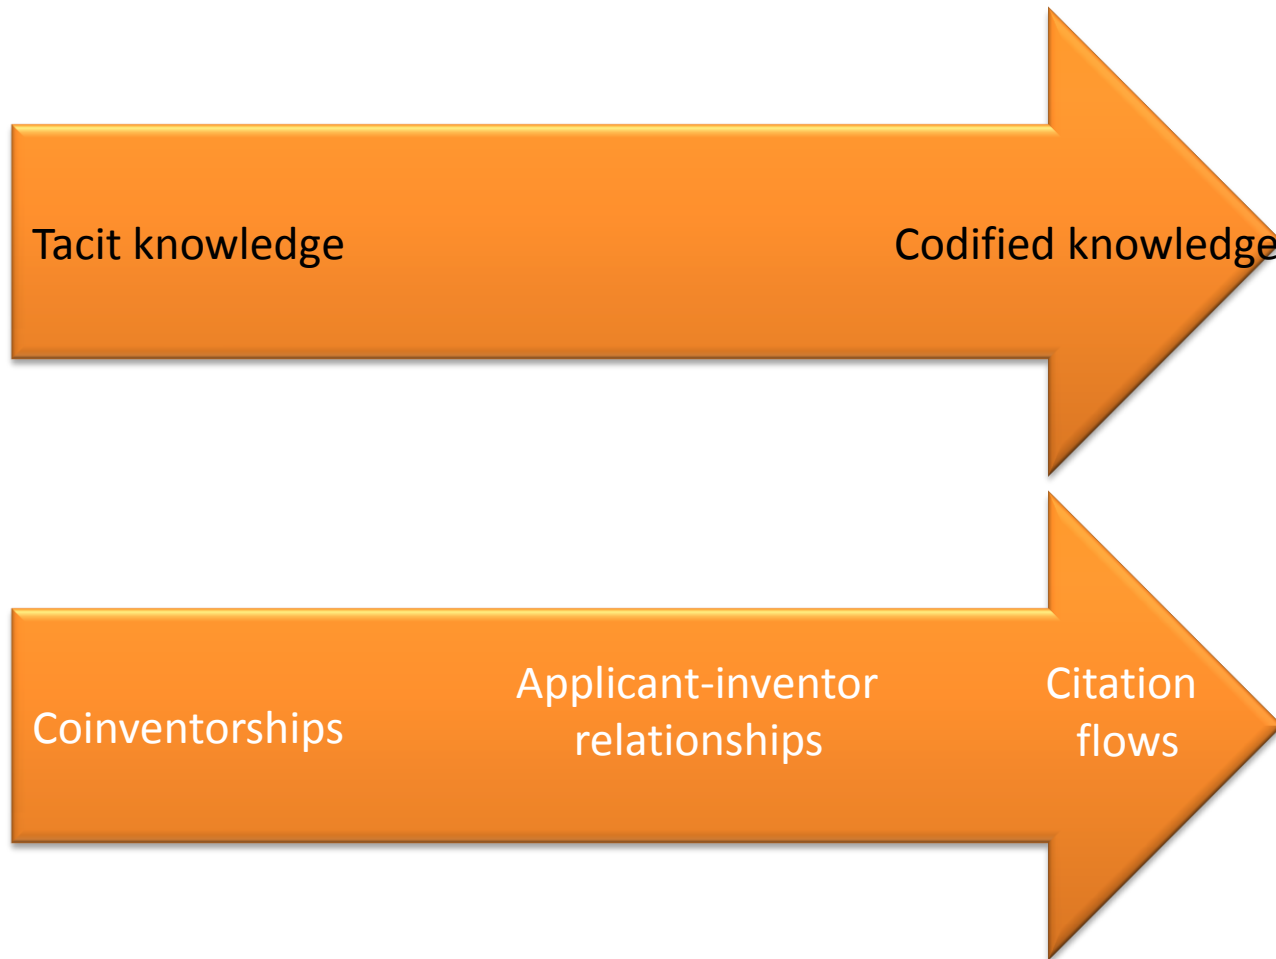 Tacit knowledge
Codified knowledge
Coinventorships
Applicant-inventor
relationships
Citation
flows